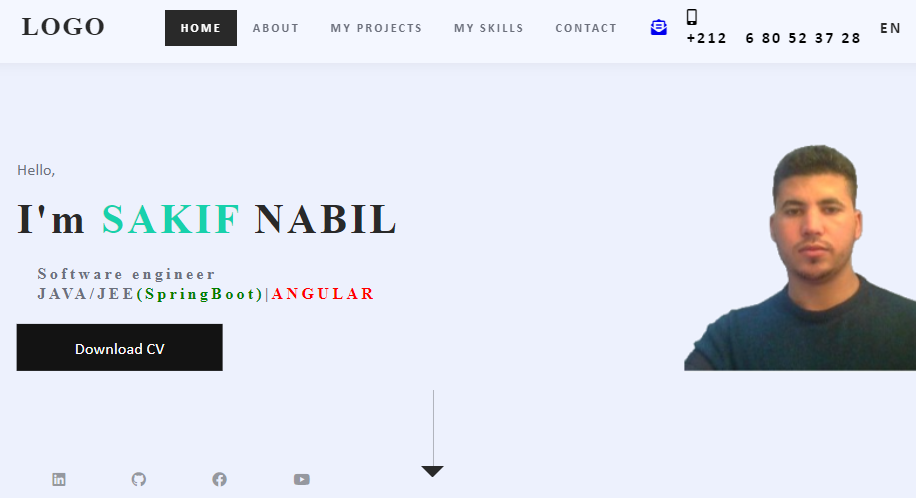 LOGO
HOME ABOUT MY PROJECTS MY SKILLS CONTACT
+212 6 80 52 37 28
EN
Hello,
I'm SAKIF NABIL
Software engineer
JAVA/JEE(SpringBoot)|ANGULAR
Download CV